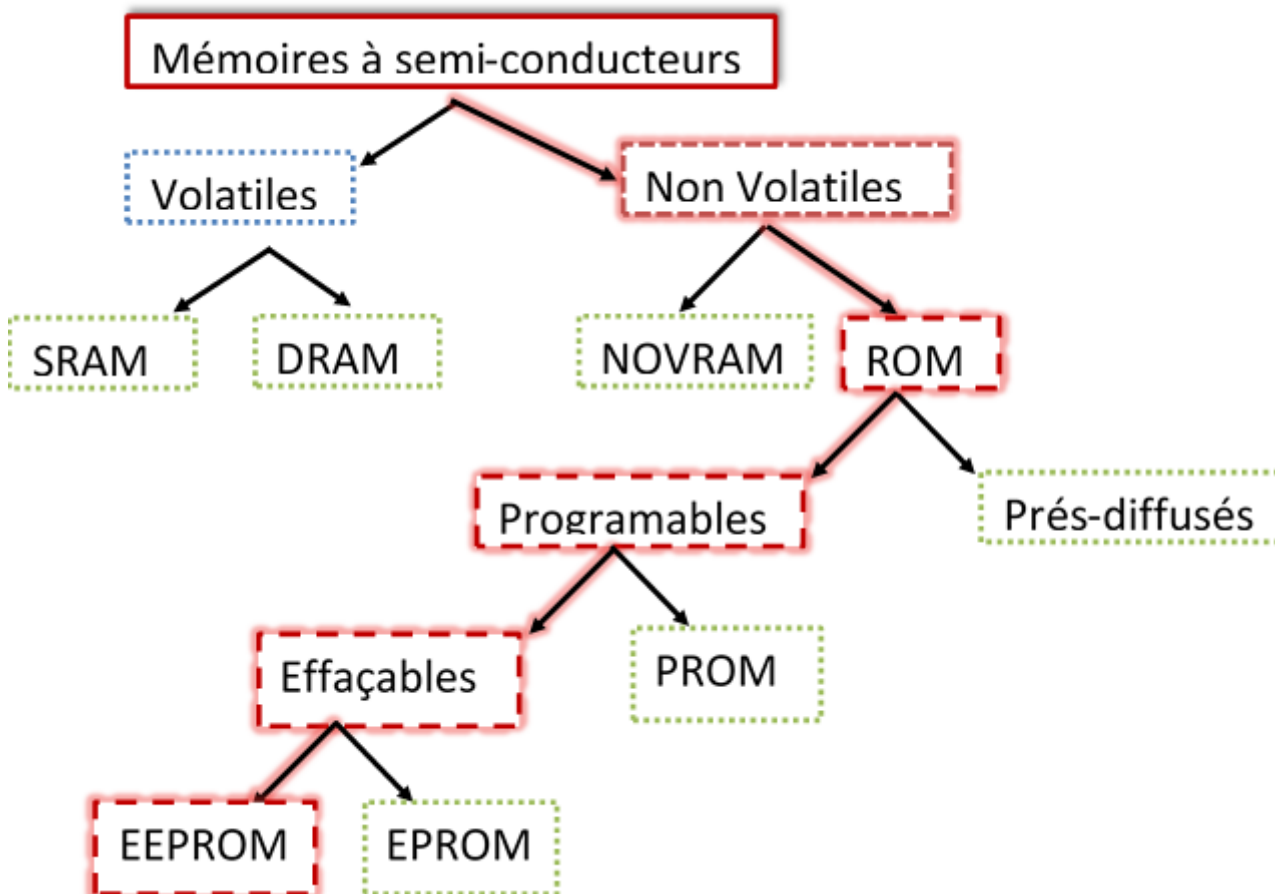 Mémoires à semi-conducteurs
Volatiles
Non Volatiles
SRAM
DRAM
NOVRAM
ROM
Programables
Prés-diffusés
Effaçables
PROM
EEPROM
EPROM